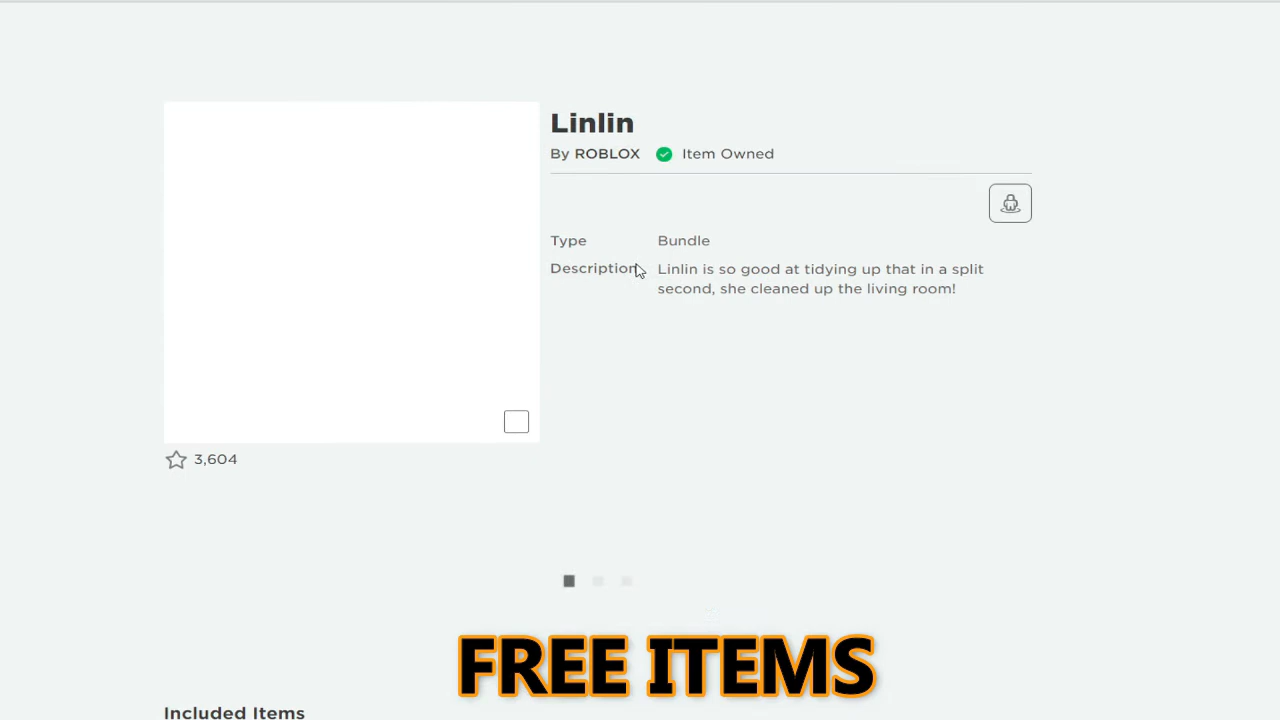 Linlin
By ROBLOX Item Owned
Type Bundle
Description Linlin is so good at tidying up that in a split
second, she cleaned up the living room!
3,604
FREE ITEMS
Included Items